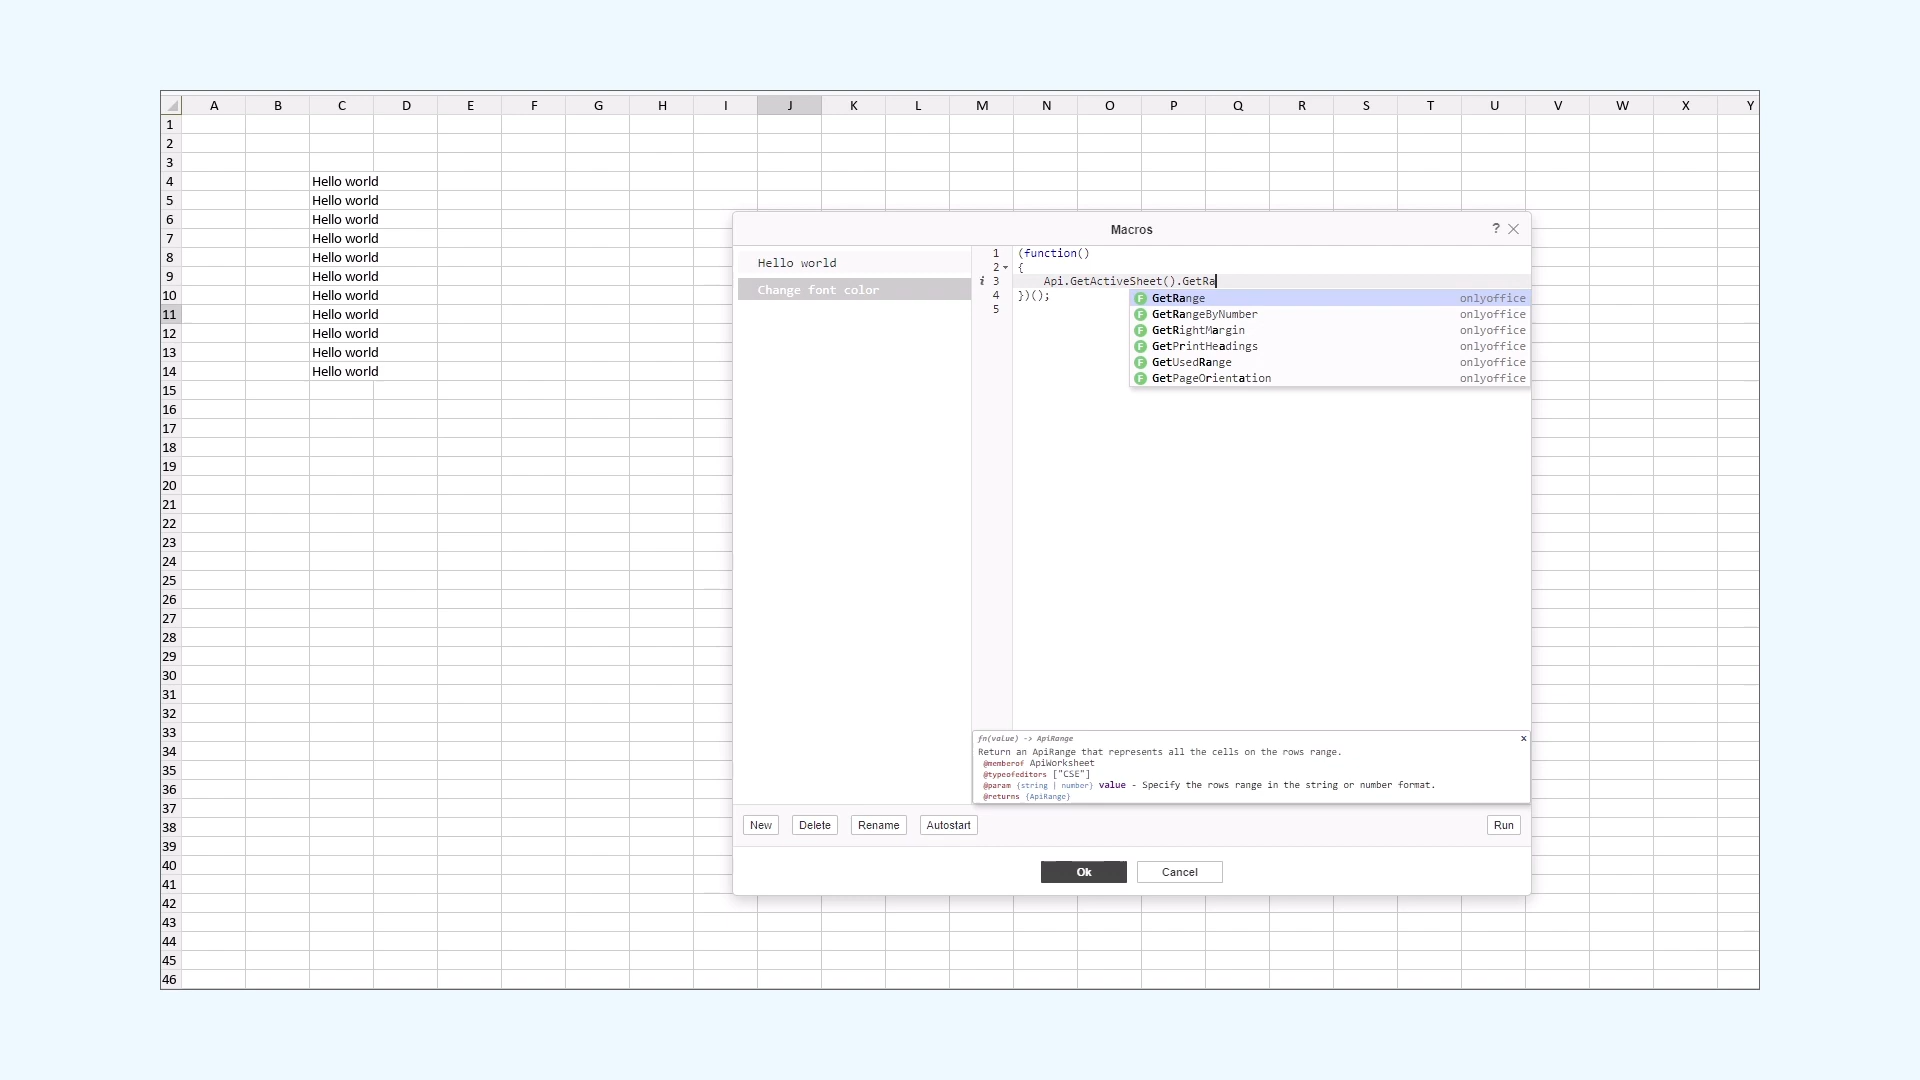 A B C D E F G H I J K L M N O P Q R S T U V W X Y
1
2
3
4 Hello world
5 Hello world
6 Hello world
7 Hello world
8 Hello world
9 Hello world
10 Hello world
11 Hello world
12 Hello world
13 Hello world
14 Hello world
15
16
17
18
19
20
21
22
23
24
25
26
27
28
29
30
31
32
33
34
35
36
37
38
39
40
41
42
43
44
45
46
Macros
?
Hello world
Change font color
1 (function()
2 {
i 3 Api.GetActiveSheet().GetRa
4 })();
5
F GetRange onlyoffice
F GetRangeByNumber onlyoffice
F GetRightMargin onlyoffice
F GetPrintHeadings onlyoffice
F GetUsedRange onlyoffice
F GetPageOrientation onlyoffice
fn(value) -> ApiRange x
Return an ApiRange that represents all the cells on the rows range.
@memberof ApiWorksheet
@typeofeditors ["CSE"]
@param {string | number} value - Specify the rows range in the string or number format.
@returns {ApiRange}
New Delete Rename Autostart Run
Ok Cancel